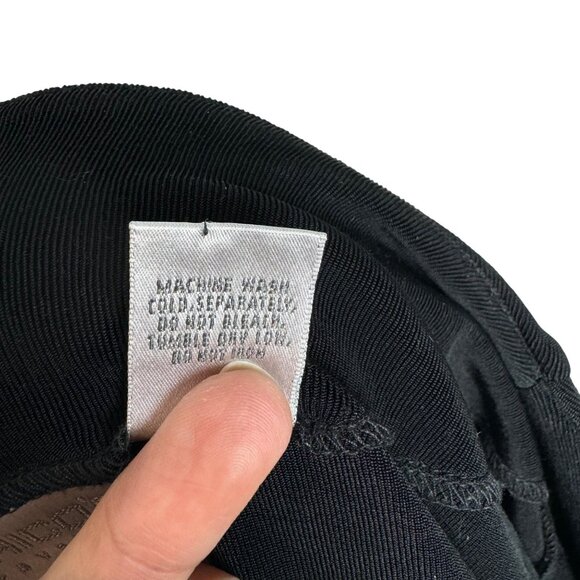 MACHINE WASH
COLD, SEPARATELY,
DO NOT BLEACH,
TUMBLE DRY LOW,
DO NOT IRON